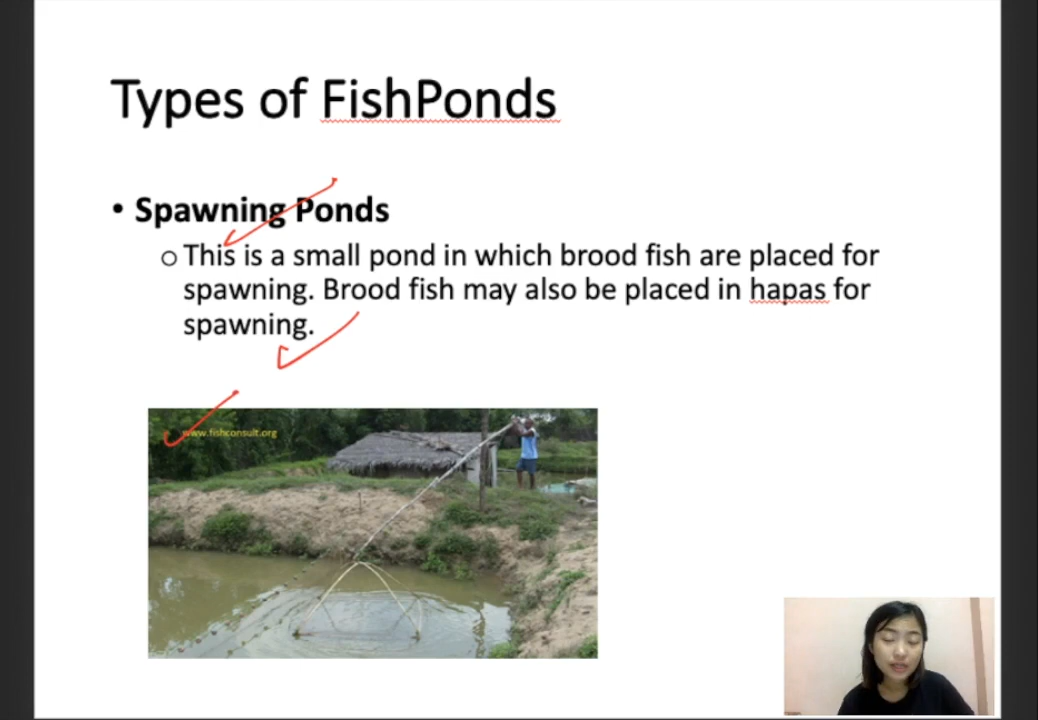 Types of FishPonds
• Spawning Ponds
o This is a small pond in which brood fish are placed for
spawning. Brood fish may also be placed in hapas for
spawning.
www.fishconsult.org